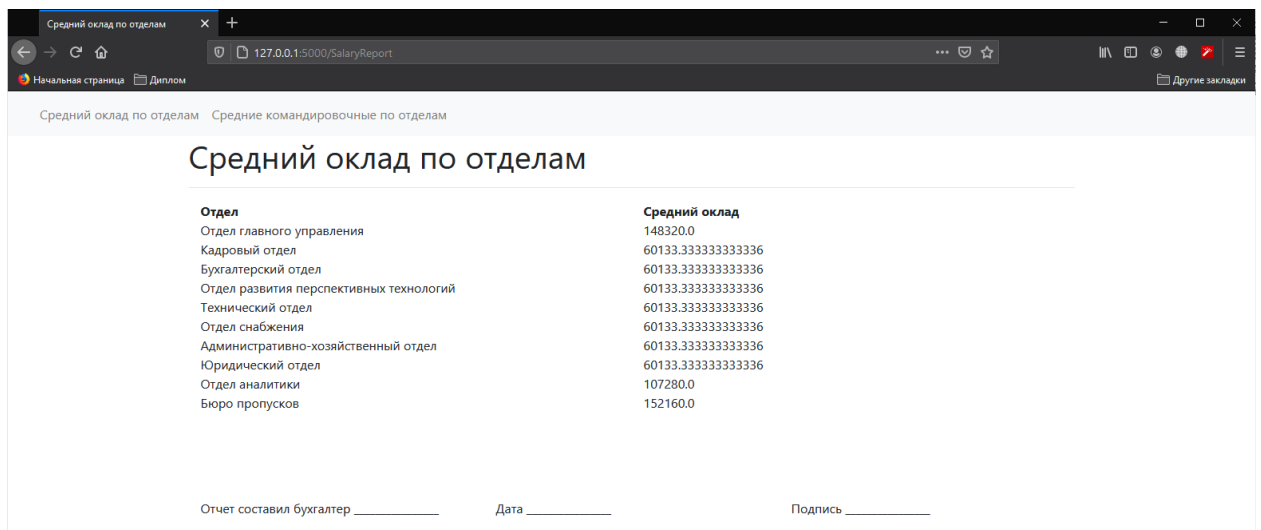 Средний оклад по отделам
127.0.0.1:5000/SalaryReport
Начальная страница Диплом Другие закладки
Средний оклад по отделам Средние командировочные по отделам
Средний оклад по отделам
Отдел Средний оклад
Отдел главного управления 148320.0
Кадровый отдел 60133.333333333336
Бухгалтерский отдел 60133.333333333336
Отдел развития перспективных технологий 60133.333333333336
Технический отдел 60133.333333333336
Отдел снабжения 60133.333333333336
Административно-хозяйственный отдел 60133.333333333336
Юридический отдел 60133.333333333336
Отдел аналитики 107280.0
Бюро пропусков 152160.0
Отчет составил бухгалтер ______________ Дата ______________ Подпись ______________